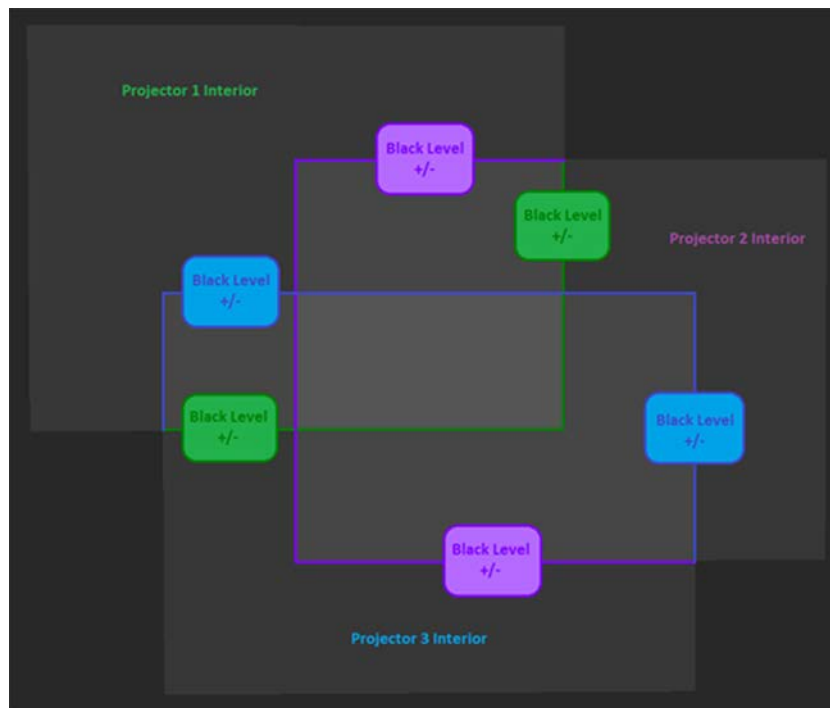 Projector 1 Interior
Black Level
+/-
Black Level
+/-
Projector 2 Interior
Black Level
+/-
Black Level
+/-
Black Level
+/-
Black Level
+/-
Projector 3 Interior